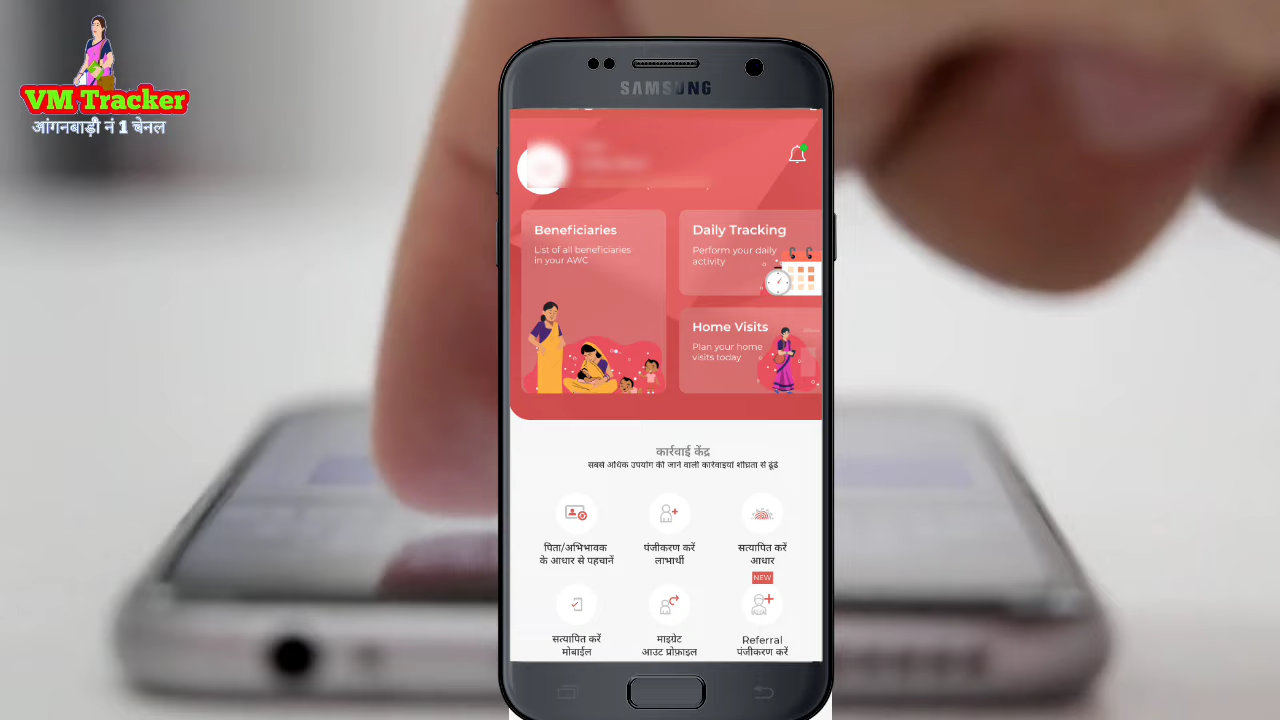 VM Tracker
आंगनबाड़ी नं 1 चेनल
SAMSUNG
Beneficiaries
List of all beneficiaries
in your AWC
Daily Tracking
Perform your daily
activity
Home Visits
Plan your home
visits today
कार्रवाई केंद्र
सबसे अधिक उपयोग की जाने वाली कार्रवाइयां शीघ्रता से ढूंढें
पिता/अभिभावक
के आधार से पहचानें
पंजीकरण करें
लाभार्थी
सत्यापित करें
आधार
सत्यापित करें
मोबाईल
माइग्रेट
आउट प्रोफ़ाइल
NEW
Referral
पंजीकरण करें